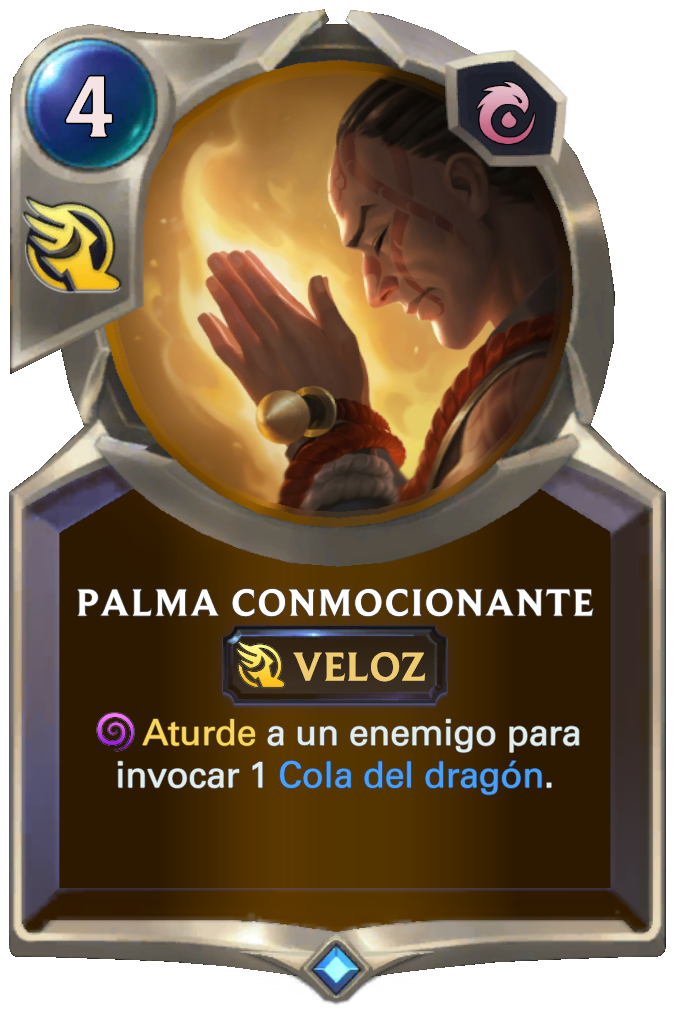 4
PALMA CONMOCIONANTE
VELOZ
Aturde a un enemigo para
invocar 1 Cola del dragón.